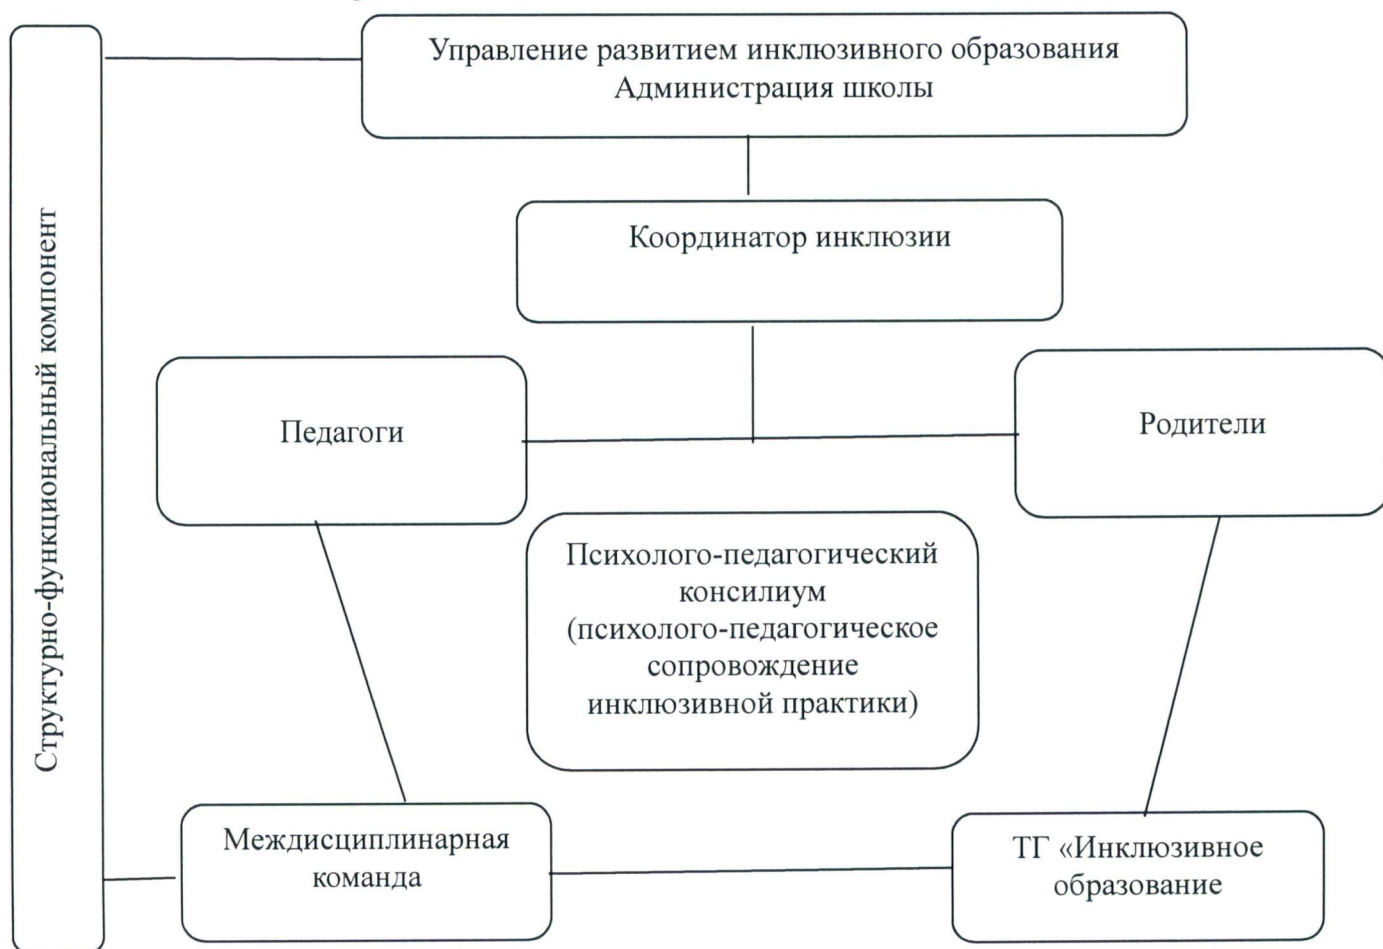 Управление развитием инклюзивного образования
Администрация школы
Структурно-функциональный компонент
Координатор инклюзии
Педагоги
Родители
Психолого-педагогический
консилиум
(психолого-педагогическое
сопровождение
инклюзивной практики)
Междисциплинарная
команда
ТГ «Инклюзивное
образование